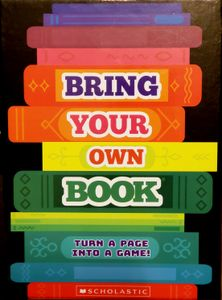 BRING
YOUR
OWN
BOOK
TURN A PAGE
INTO A GAME!
SCHOLASTIC